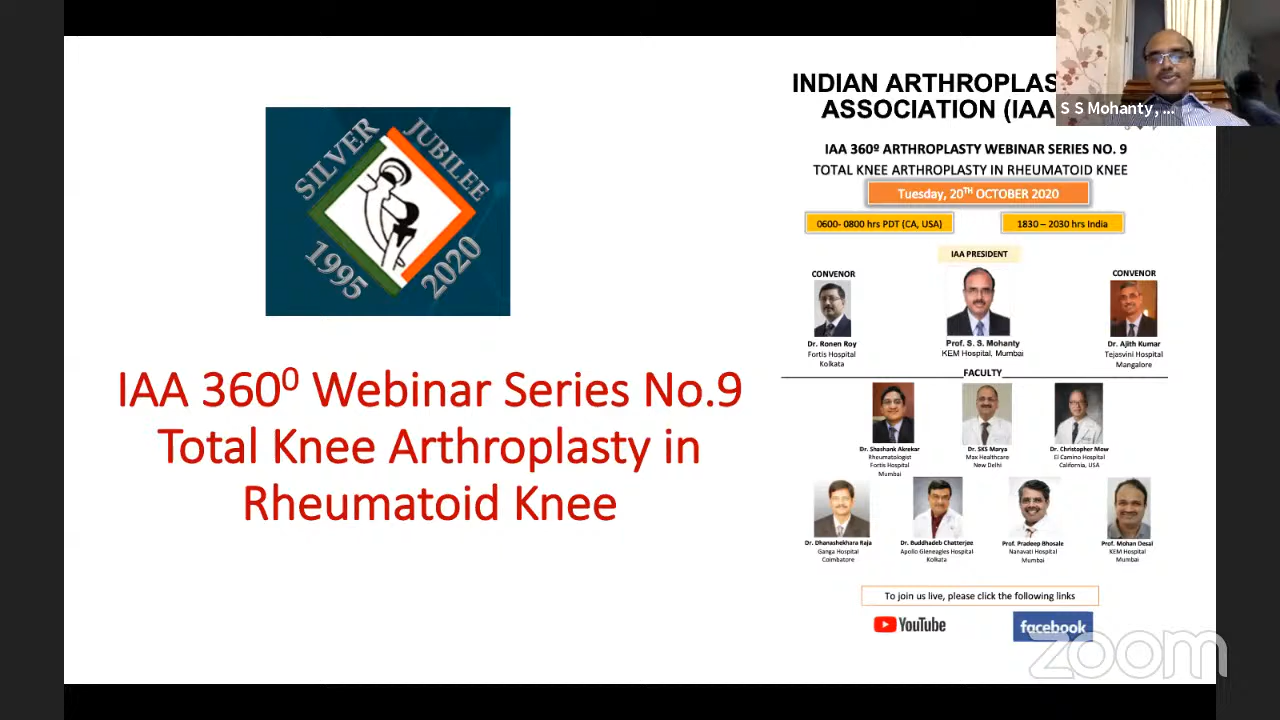 SILVER
JUBILEE
1995
2020
IAA 360⁰ Webinar Series No.9
Total Knee Arthroplasty in
Rheumatoid Knee
INDIAN ARTHROPLAS
ASSOCIATION (IAA
S S Mohanty, ...
IAA 360º ARTHROPLASTY WEBINAR SERIES NO. 9
TOTAL KNEE ARTHROPLASTY IN RHEUMATOID KNEE
Tuesday, 20TH OCTOBER 2020
0600- 0800 hrs PDT (CA, USA)
1830 – 2030 hrs India
IAA PRESIDENT
CONVENOR
CONVENOR
Dr. Ronen Roy
Fortis Hospital
Kolkata
Prof. S. S. Mohanty
KEM Hospital, Mumbai
Dr. Ajith Kumar
Tejasvini Hospital
Mangalore
FACULTY
Dr. Shashank Akerkar
Rheumatologist
Fortis Hospital
Mumbai
Dr. SKS Marya
Max Healthcare
New Delhi
Dr. Christopher Mow
El Camino Hospital
California, USA
Dr. Dhanashekhara Raja
Ganga Hospital
Coimbatore
Dr. Buddhadeb Chatterjee
Apollo Gleneagles Hospital
Kolkata
Prof. Pradeep Bhosale
Nanavati Hospital
Mumbai
Prof. Mohan Desai
KEM Hospital
Mumbai
To join us live, please click the following links
YouTube
facebook
zoom